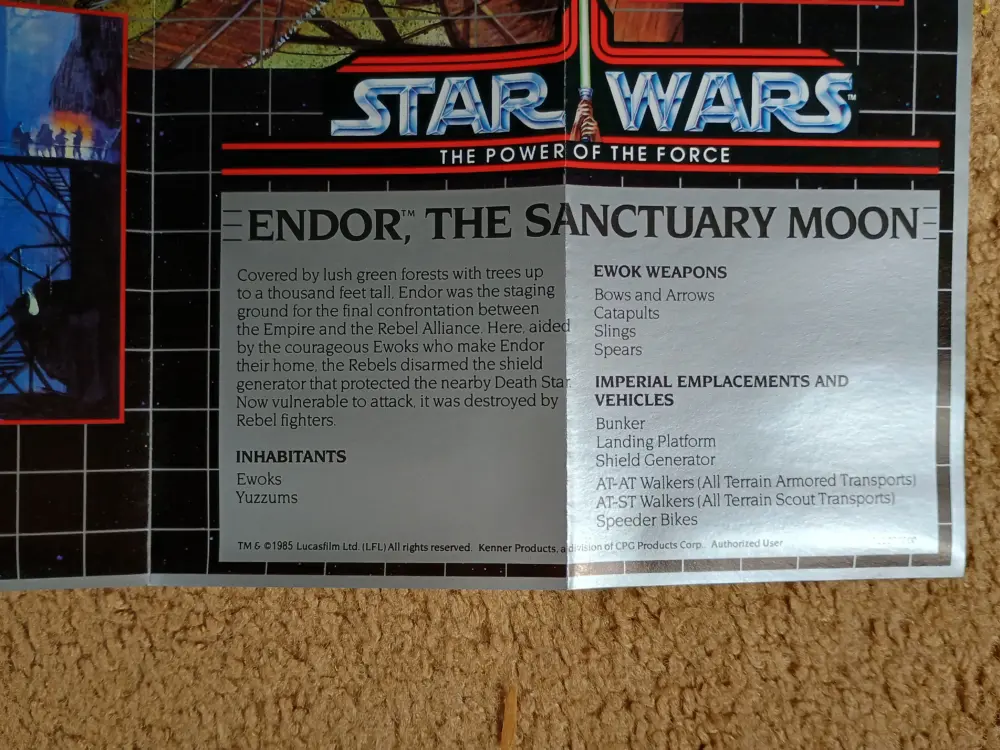 STAR WARS™
THE POWER OF THE FORCE
ENDOR,™ THE SANCTUARY MOON
Covered by lush green forests with trees up
to a thousand feet tall, Endor was the staging
ground for the final confrontation between
the Empire and the Rebel Alliance. Here, aided
by the courageous Ewoks who make Endor
their home, the Rebels disarmed the shield
generator that protected the nearby Death Star.
Now vulnerable to attack, it was destroyed by
Rebel fighters.
INHABITANTS
Ewoks
Yuzzums
EWOK WEAPONS
Bows and Arrows
Catapults
Slings
Spears
IMPERIAL EMPLACEMENTS AND
VEHICLES
Bunker
Landing Platform
Shield Generator
AT-AT Walkers (All Terrain Armored Transports)
AT-ST Walkers (All Terrain Scout Transports)
Speeder Bikes
TM & ©1985 Lucasfilm Ltd. (LFL) All rights reserved. Kenner Products, a division of CPG Products Corp. Authorized User